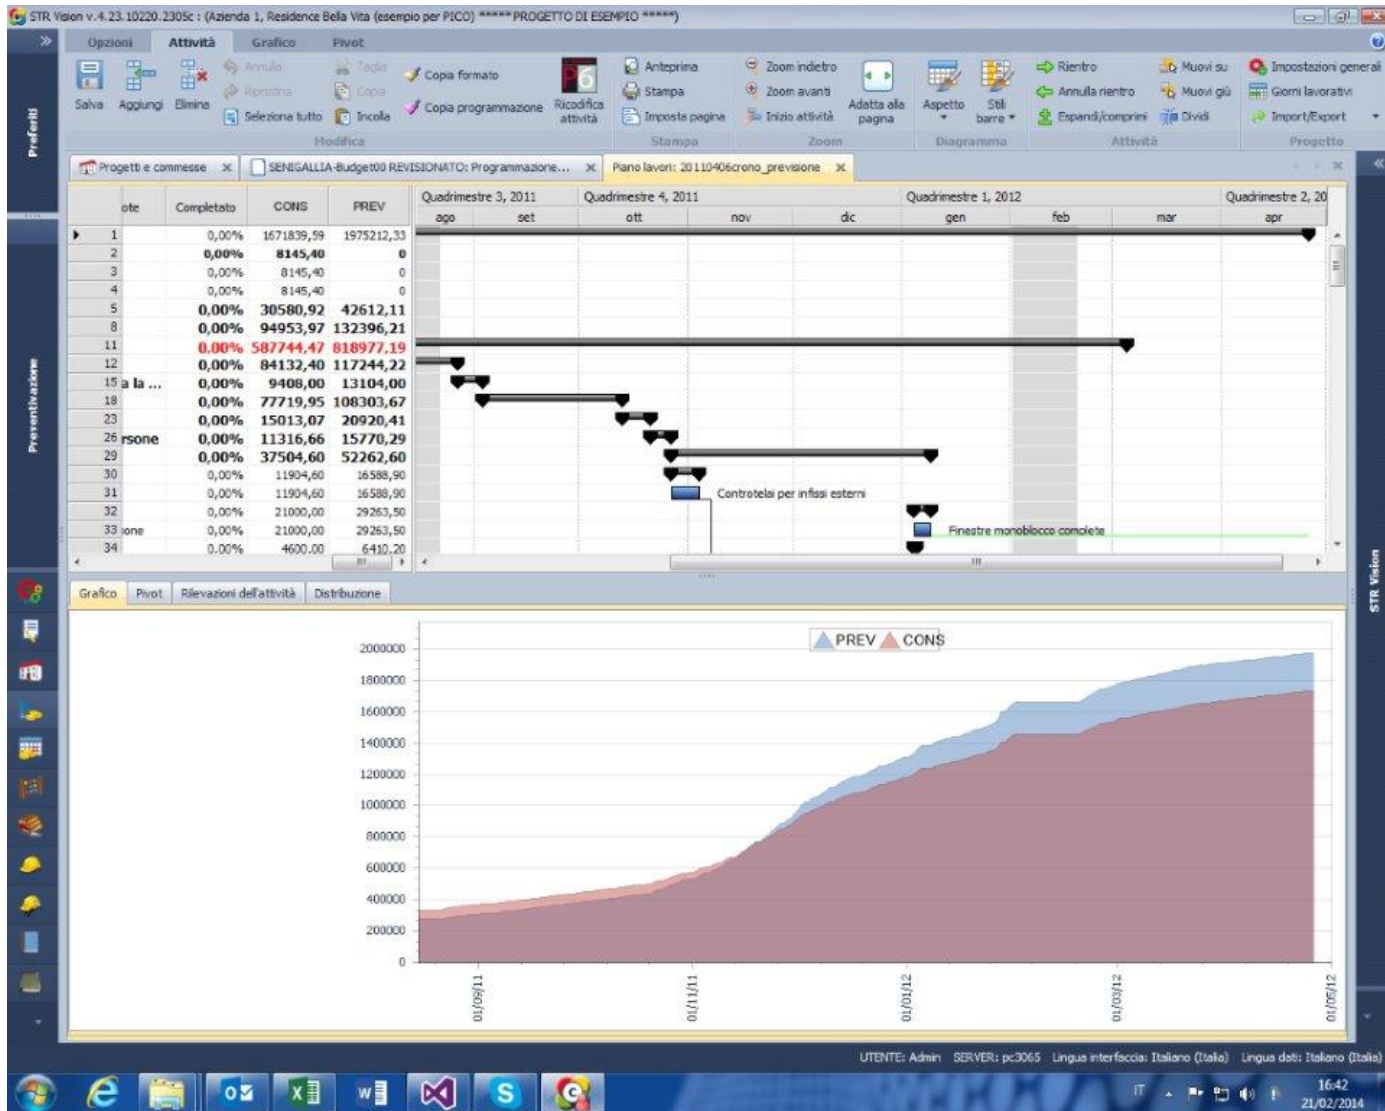 STR Vision v.4.23.10220.2305c : (Azienda 1, Residence Bella Vita (esempio per PICO) ***** PROGETTO DI ESEMPIO *****)
Opzioni Attività Grafico Pivot
Salva Aggiungi Elimina
Annulla
Ripristina
Seleziona tutto
Taglia
Copia
Incolla
Copia formato
Copia programmazione
Ricodifica attività
Modifica
Anteprima
Stampa
Imposta pagina
Stampa
Zoom indietro
Zoom avanti
Inizio attività
Adatta alla pagina
Zoom
Aspetto
Stili barre
Diagramma
Rientro
Annulla rientro
Espandi/comprimi
Muovi su
Muovi giù
Dividi
Attività
Impostazioni generali
Giorni lavorativi
Import/Export
Progetto
Preferiti
Preventivazione
STR Vision
Progetti e commesse x
SENIGALLIA-Budget00 REVISIONATO: Programmazione... x
Piano lavori: 20110406crono_previsione x
ote Completato CONS PREV
Quadrimestre 3, 2011 Quadrimestre 4, 2011 Quadrimestre 1, 2012 Quadrimestre 2, 20
ago set ott nov dic gen feb mar apr
1 0,00% 1671839,59 1975212,33
2 0,00% 8145,40 0
3 0,00% 8145,40 0
4 0,00% 8145,40 0
5 0,00% 30580,92 42612,11
8 0,00% 94953,97 132396,21
11 0,00% 587744,47 818977,19
12 0,00% 84132,40 117244,22
15 a la ... 0,00% 9408,00 13104,00
18 0,00% 77719,95 108303,67
23 0,00% 15013,07 20920,41
26 rsone 0,00% 11316,66 15770,29
29 0,00% 37504,60 52262,60
30 0,00% 11904,60 16588,90
31 0,00% 11904,60 16588,90 Controtelai per infissi esterni
32 0,00% 21000,00 29263,50
33 one 0,00% 21000,00 29263,50 Finestre monoblocco complete
34 0,00% 4600,00 6410,20
Grafico Pivot Rilevazioni dell'attività Distribuzione
PREV CONS
2000000
1800000
1600000
1400000
1200000
1000000
800000
600000
400000
200000
0
01/09/11 01/11/11 01/01/12 01/03/12 01/05/12
UTENTE: Admin SERVER: pc3065 Lingua interfaccia: Italiano (Italia) Lingua dati: Italiano (Italia)
IT
16:42
21/02/2014